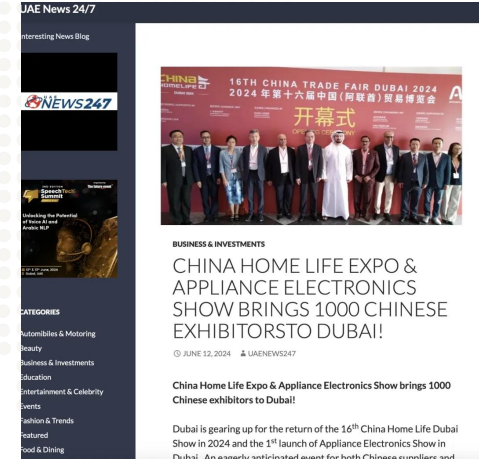 UAE News 24/7
Interesting News Blog
UAE
NEWS247
SpeechTech
Summit
Unlocking the Potential
of Voice AI and
Arabic NLP
CATEGORIES
Automibiles & Motoring
Beauty
Business & Investments
Education
Entertainment & Celebrity
Events
Fashion & Trends
Featured
Food & Dining
CHINA
HOMELIFE
16TH CHINA TRADE FAIR DUBAI 2024
2024年第十六届中国(阿联酋)贸易博览会
开幕式
OPENING CEREMONY
BUSINESS & INVESTMENTS
CHINA HOME LIFE EXPO &
APPLIANCE ELECTRONICS
SHOW BRINGS 1000 CHINESE
EXHIBITORSTO DUBAI!
JUNE 12, 2024 UAENEWS247
China Home Life Expo & Appliance Electronics Show brings 1000
Chinese exhibitors to Dubai!
Dubai is gearing up for the return of the 16th China Home Life Dubai
Show in 2024 and the 1st launch of Appliance Electronics Show in
Dubai. An eagerly anticipated event for both Chinese suppliers and